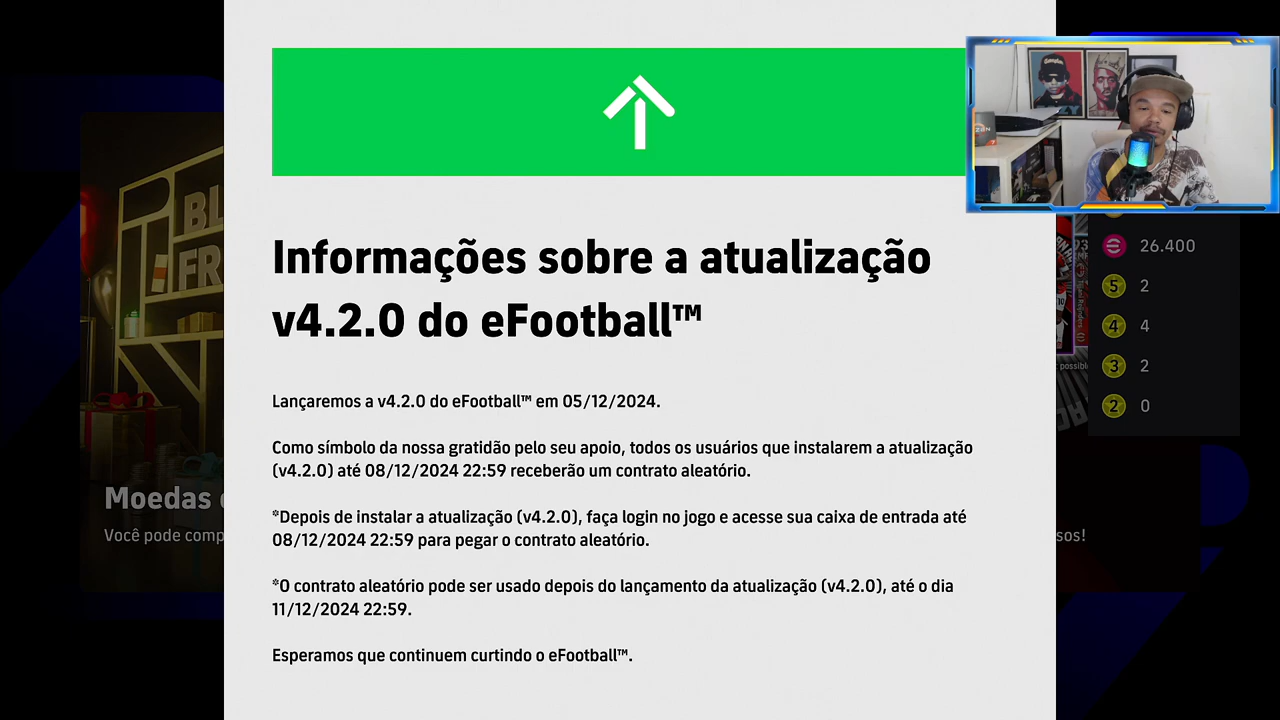 Informações sobre a atualização
v4.2.0 do eFootball™
Lançaremos a v4.2.0 do eFootball™ em 05/12/2024.
Como símbolo da nossa gratidão pelo seu apoio, todos os usuários que instalarem a atualização
(v4.2.0) até 08/12/2024 22:59 receberão um contrato aleatório.
*Depois de instalar a atualização (v4.2.0), faça login no jogo e acesse sua caixa de entrada até
08/12/2024 22:59 para pegar o contrato aleatório.
*O contrato aleatório pode ser usado depois do lançamento da atualização (v4.2.0), até o dia
11/12/2024 22:59.
Esperamos que continuem curtindo o eFootball™.
BL
FR
Moedas
Você pode comp
sos!
26.400
5 2
4 4
3 2
2 0